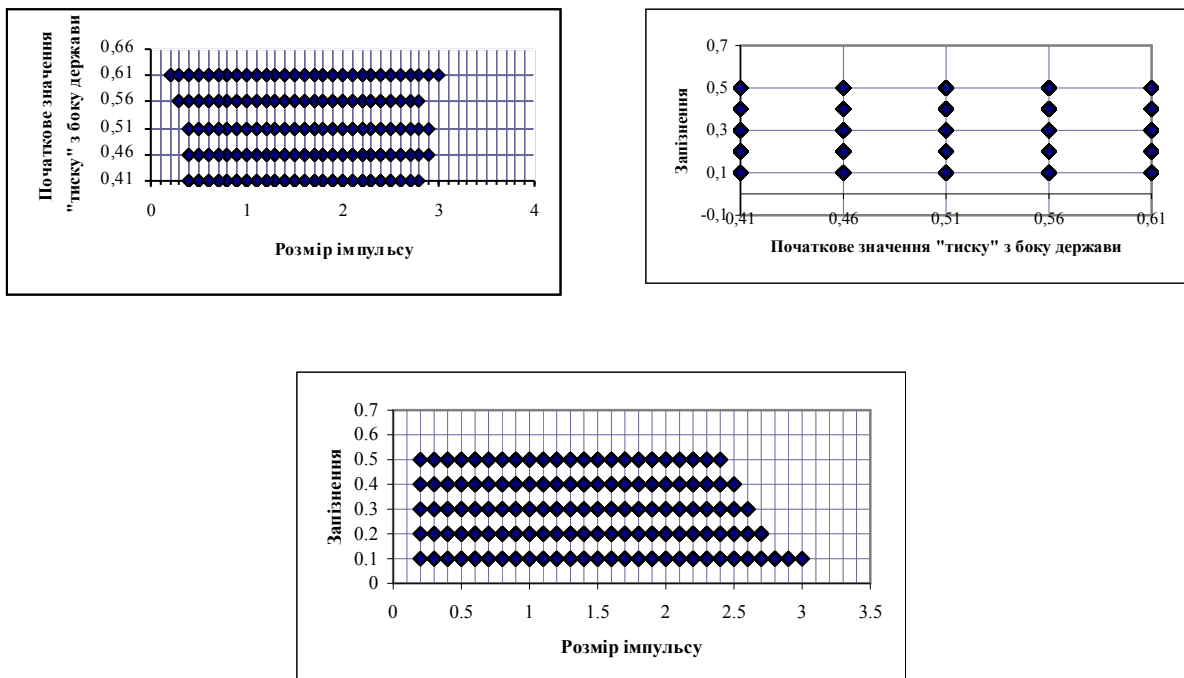 Початкове значення
"тиску" з боку держави
0,66
0,61
0,56
0,51
0,46
0,41
0 1 2 3 4
Розмір імпульсу
Запізнення
0,7
0,5
0,3
0,1
-0,1
0,41 0,46 0,51 0,56 0,61
Початкове значення "тиску" з боку держави
Запізнення
0.7
0.6
0.5
0.4
0.3
0.2
0.1
0
0 0.5 1 1.5 2 2.5 3 3.5
Розмір імпульсу